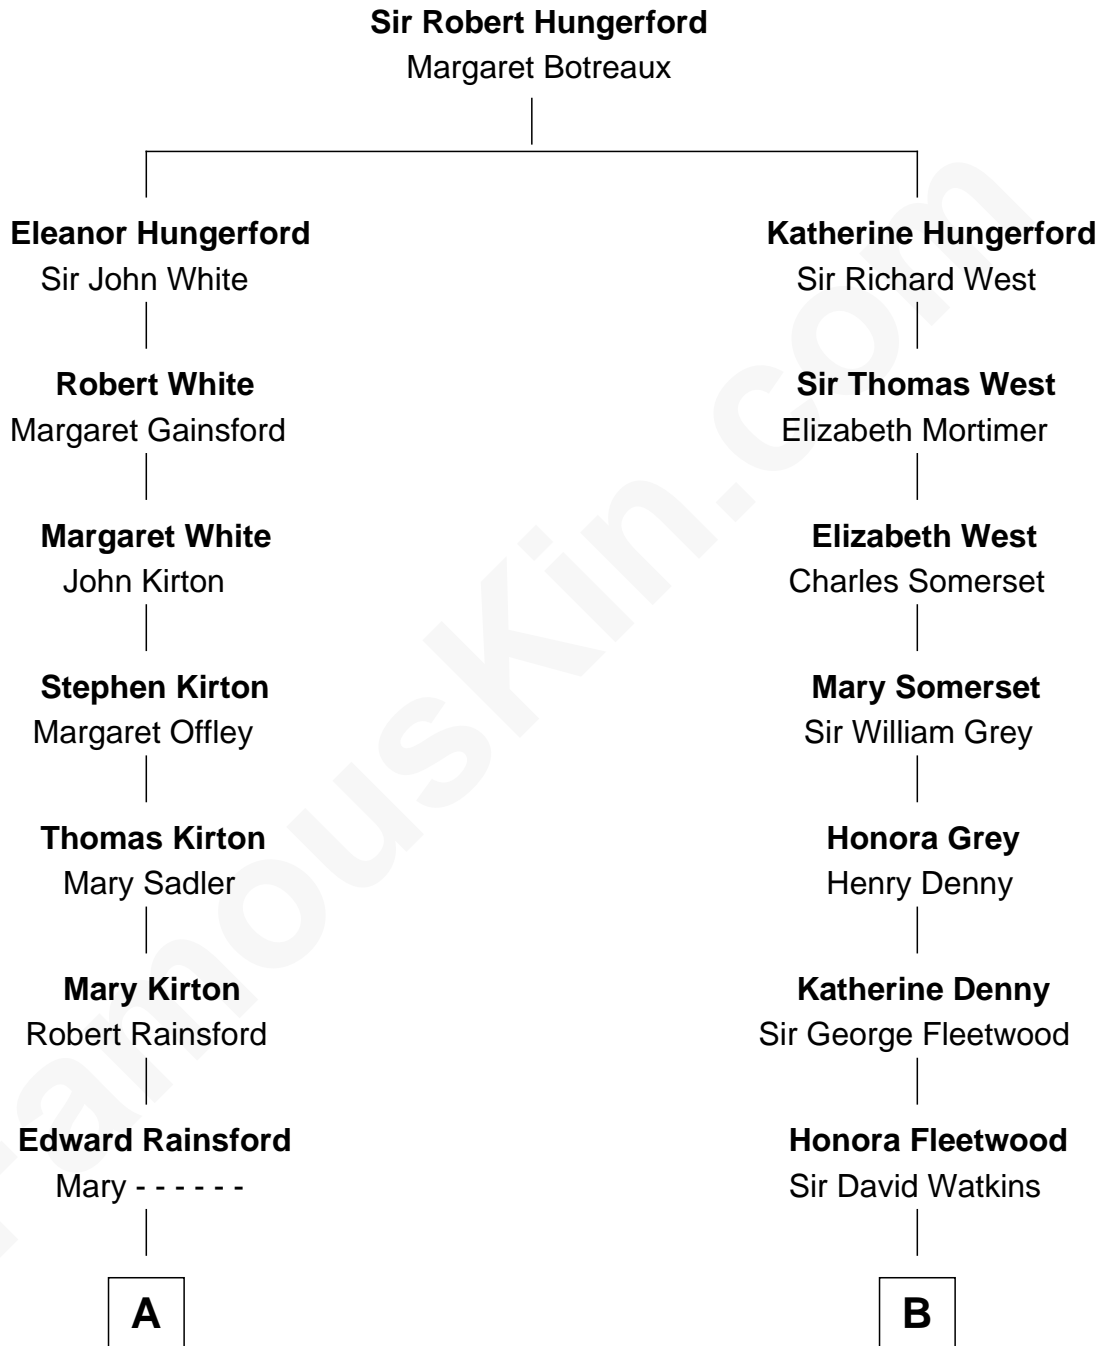 Sir Robert Hungerford
Margaret Botreaux
Eleanor Hungerford
Sir John White
Katherine Hungerford
Sir Richard West
Robert White
Margaret Gainsford
Sir Thomas West
Elizabeth Mortimer
Margaret White
John Kirton
Elizabeth West
Charles Somerset
Stephen Kirton
Margaret Offley
Mary Somerset
Sir William Grey
Thomas Kirton
Mary Sadler
Honora Grey
Henry Denny
Mary Kirton
Robert Rainsford
Katherine Denny
Sir George Fleetwood
Edward Rainsford
Mary - - - - - -
Honora Fleetwood
Sir David Watkins
A
B
FamousKin.com